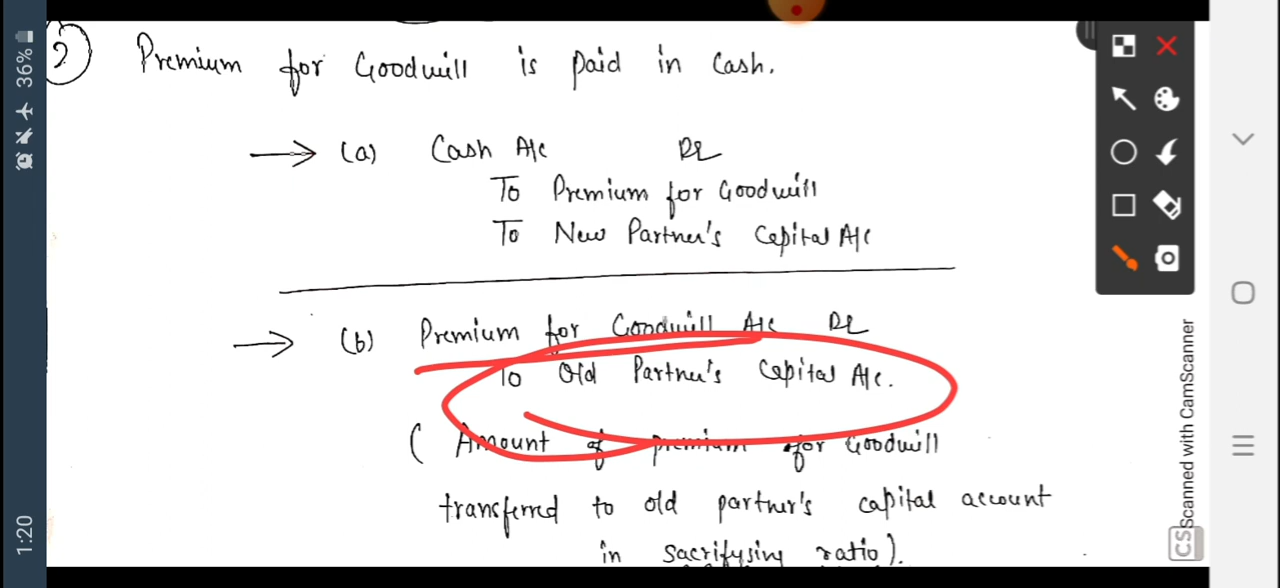 2
Premium for Goodwill is paid in Cash.
(a) Cash A/c Dr
To Premium for Goodwill
To New Partner's Capital A/c
(b) Premium for Goodwill A/c Dr
To Old Partner's Capital A/c.
( Amount of premium for Goodwill
transferred to old partner's capital account
in sacrifysing ratio).
36%
1:20
CS Scanned with CamScanner